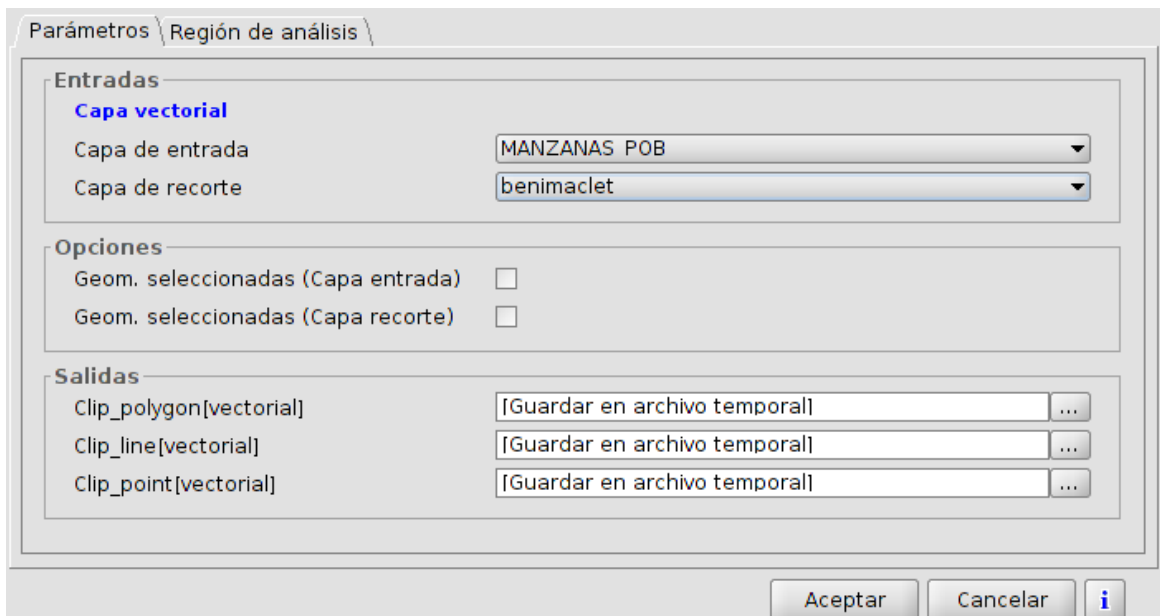 Parámetros Región de análisis
Entradas
Capa vectorial
Capa de entrada MANZANAS POB
Capa de recorte benimaclet
Opciones
Geom. seleccionadas (Capa entrada)
Geom. seleccionadas (Capa recorte)
Salidas
Clip_polygon[vectorial] [Guardar en archivo temporal] ...
Clip_line[vectorial] [Guardar en archivo temporal] ...
Clip_point[vectorial] [Guardar en archivo temporal] ...
Aceptar Cancelar i